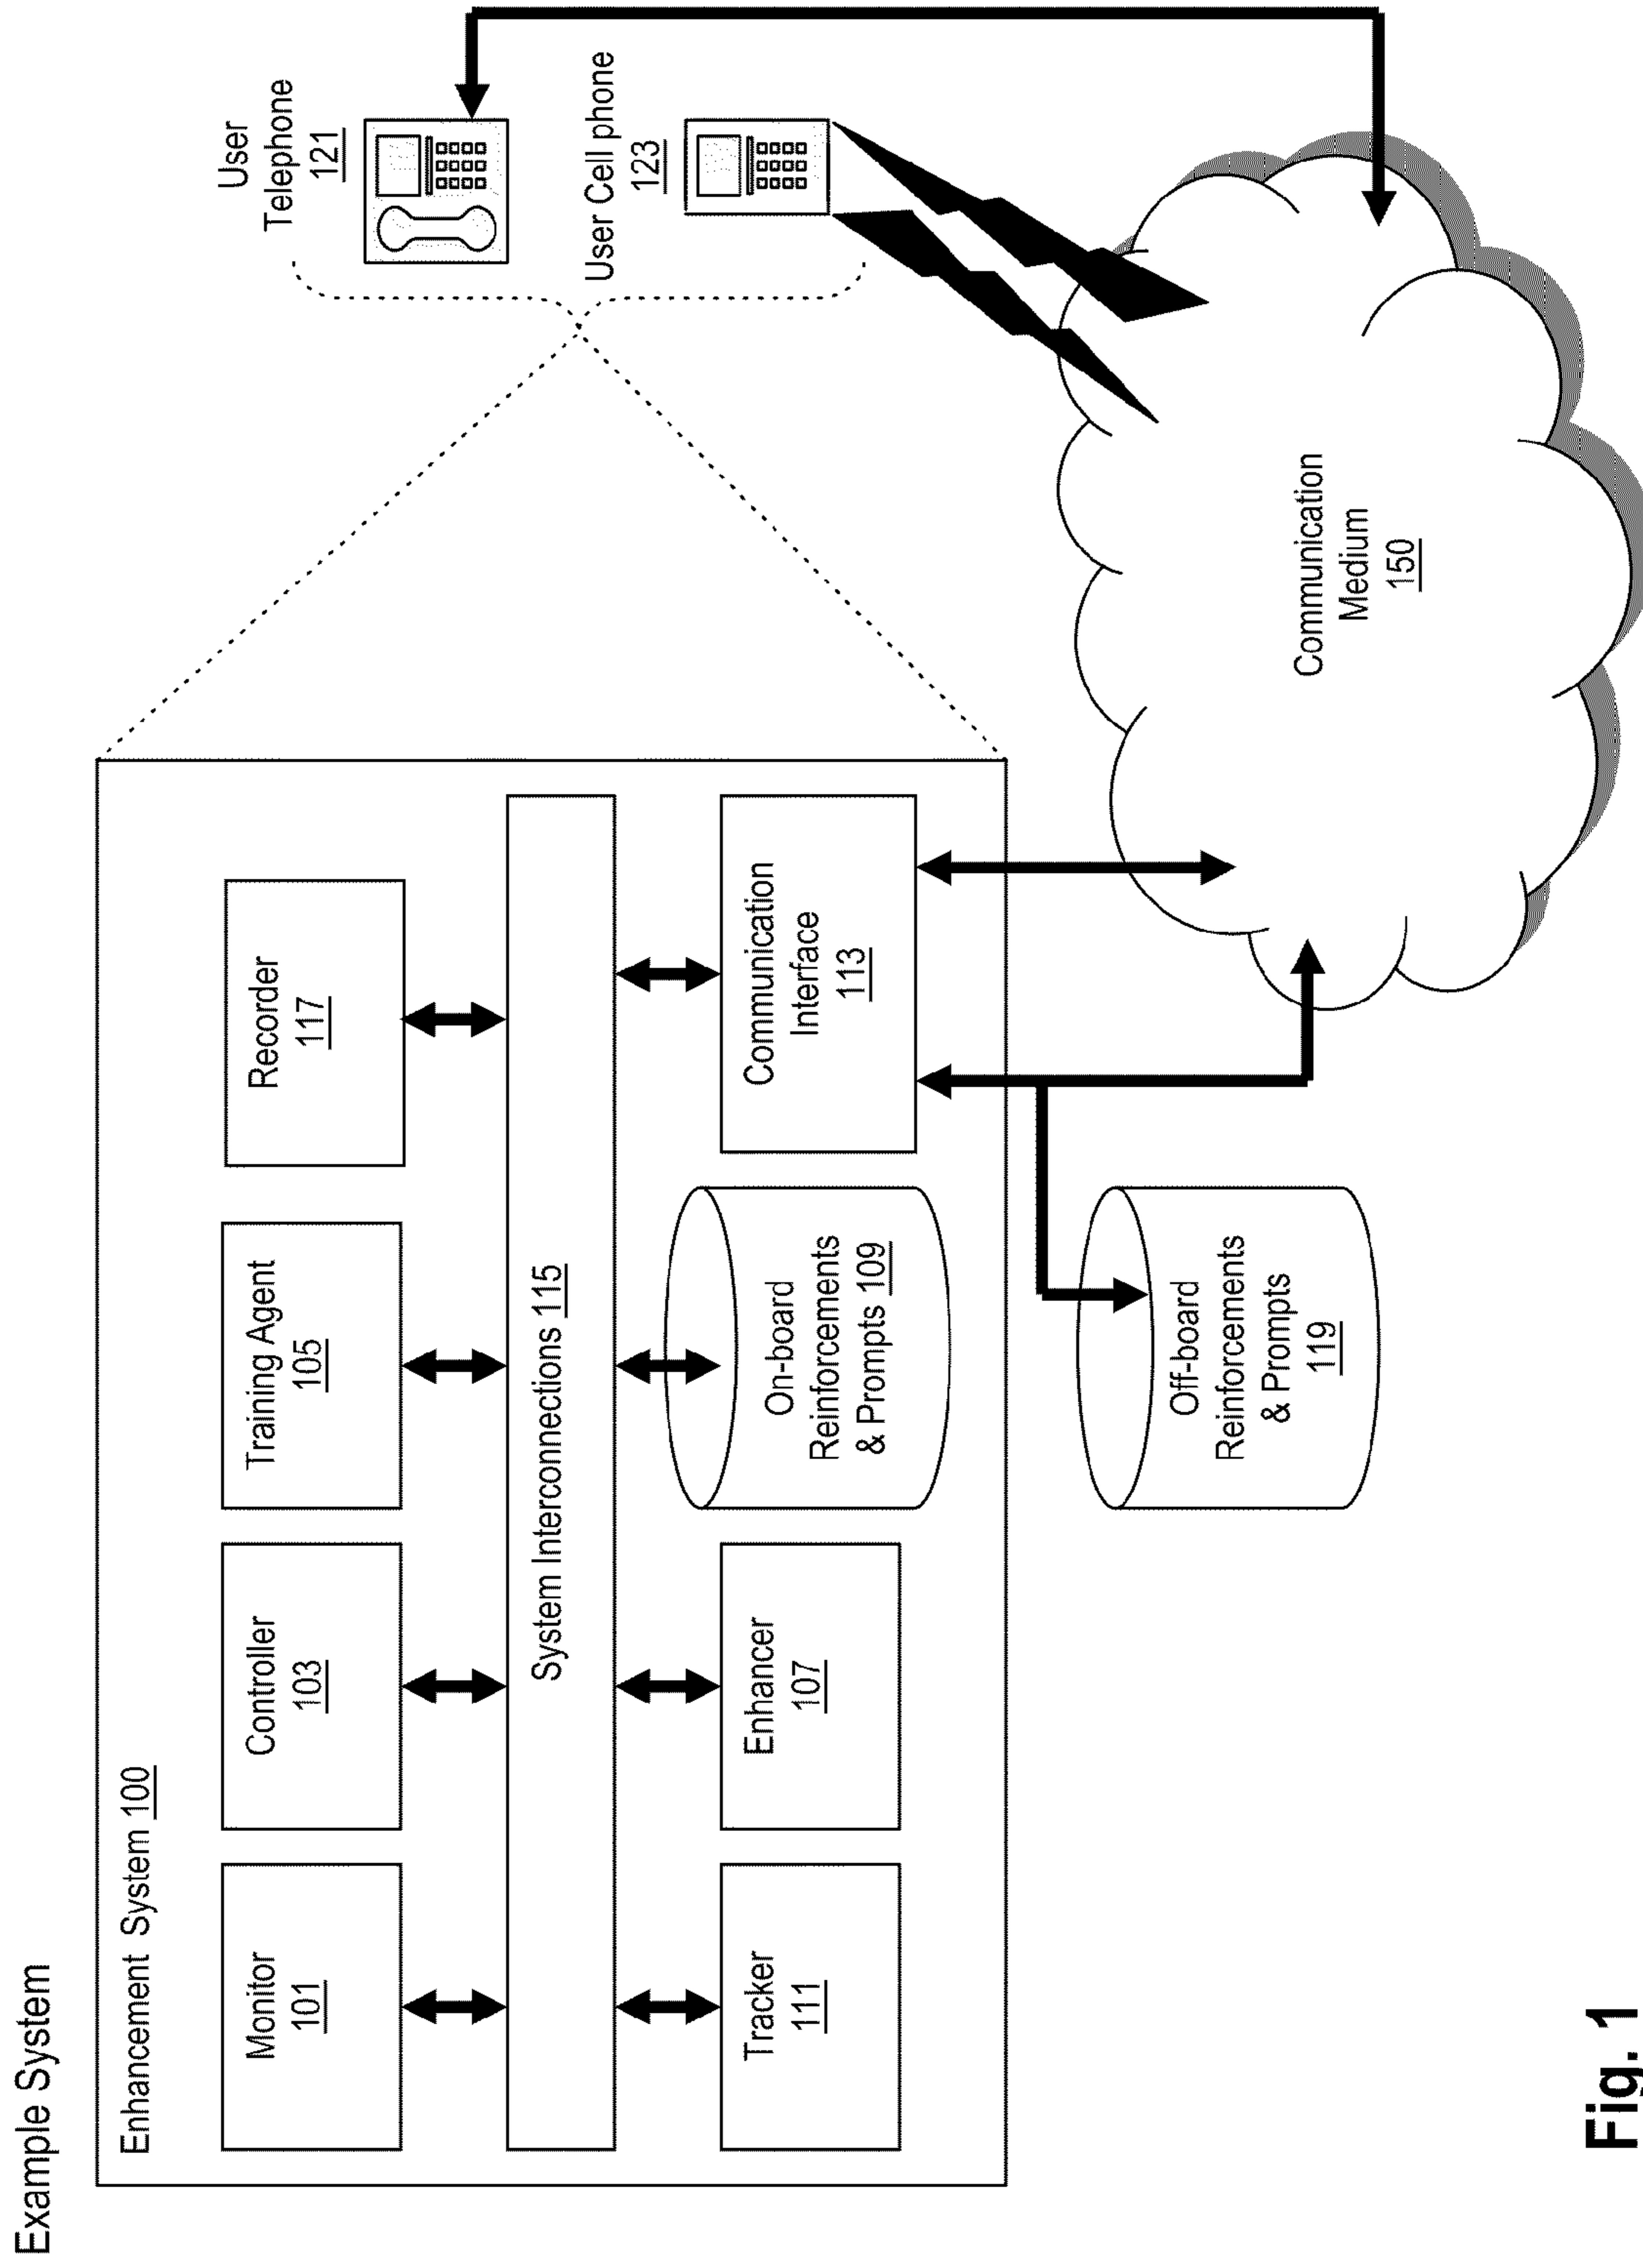 Example System
Enhancement System 100
Monitor
101
Controller
103
Training Agent
105
Recorder
117
System Interconnections 115
Tracker
111
Enhancer
107
On-board
Reinforcements
& Prompts 109
Communication
Interface
113
Off-board
Reinforcements
& Prompts
119
User
Telephone
121
User Cell phone
123
Communication
Medium
150
Fig. 1